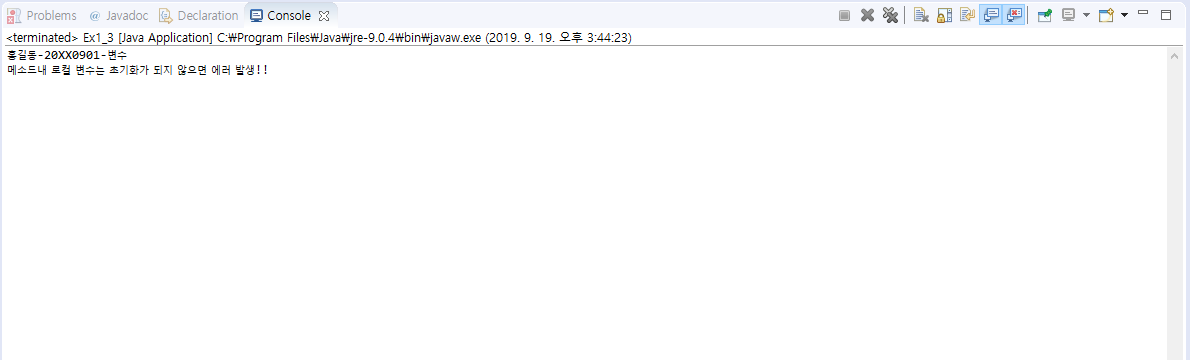 Problems @ Javadoc Declaration Console
<terminated> Ex1_3 [Java Application] C:₩Program Files₩Java₩jre-9.0.4₩bin₩javaw.exe (2019. 9. 19. 오후 3:44:23)
홍길동-20XX0901-변수
메소드내 로컬 변수는 초기화가 되지 않으면 에러 발생!!